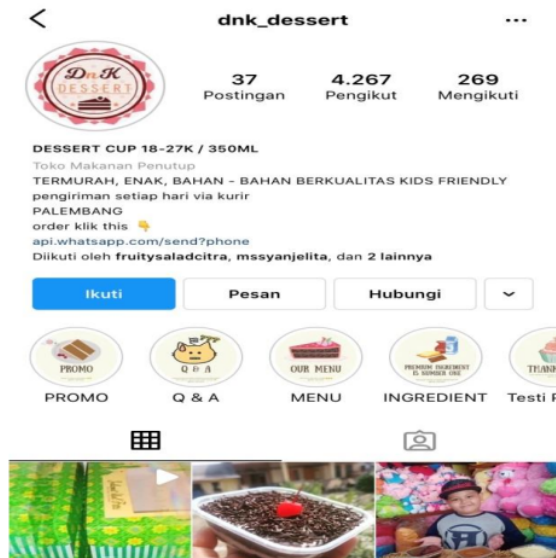 dnk_dessert
DnK
DESSERT
37 4.267 269
Postingan Pengikut Mengikuti
DESSERT CUP 18-27K / 350ML
Toko Makanan Penutup
TERMURAH, ENAK, BAHAN - BAHAN BERKUALITAS KIDS FRIENDLY
pengiriman setiap hari via kurir
PALEMBANG
order klik this 👇
api.whatsapp.com/send?phone
Diikuti oleh fruitysaladcitra, mssyanjelita, dan 2 lainnya
Ikuti Pesan Hubungi
PROMO Q & A OUR MENU PREMIUM INGREDIENT THANK
PROMO Q & A MENU INGREDIENT Testi